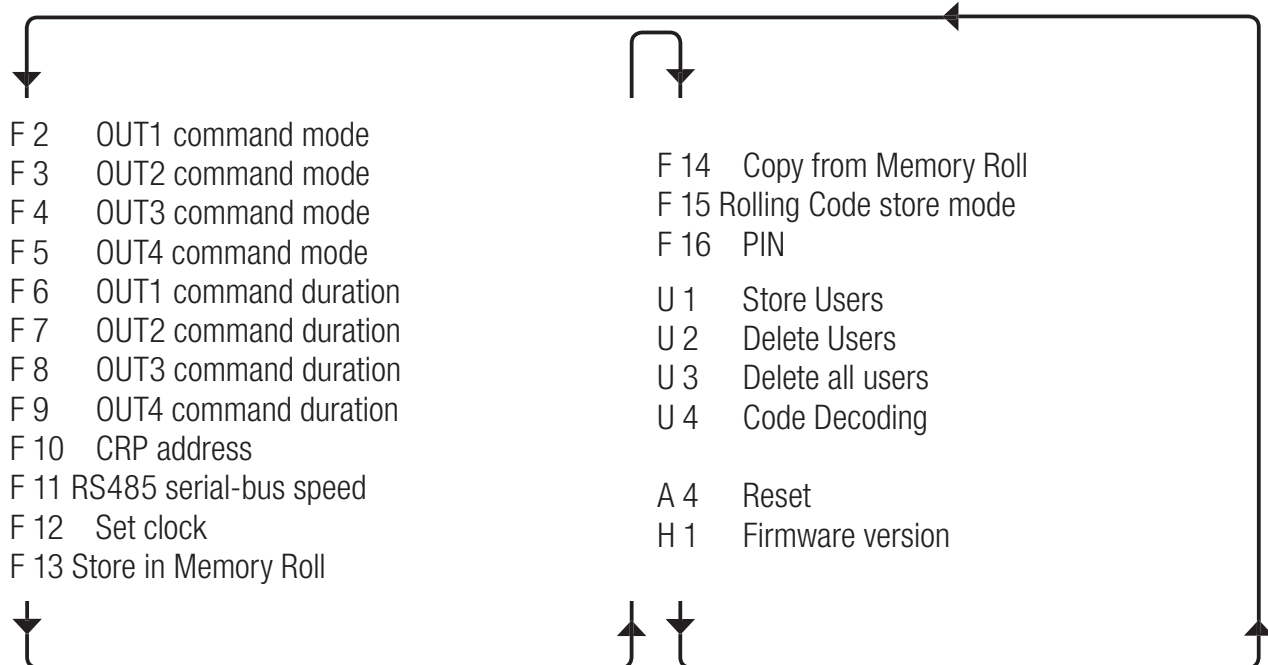 F 2 OUT1 command mode
F 3 OUT2 command mode
F 4 OUT3 command mode
F 5 OUT4 command mode
F 6 OUT1 command duration
F 7 OUT2 command duration
F 8 OUT3 command duration
F 9 OUT4 command duration
F 10 CRP address
F 11 RS485 serial-bus speed
F 12 Set clock
F 13 Store in Memory Roll
F 14 Copy from Memory Roll
F 15 Rolling Code store mode
F 16 PIN
U 1 Store Users
U 2 Delete Users
U 3 Delete all users
U 4 Code Decoding
A 4 Reset
H 1 Firmware version